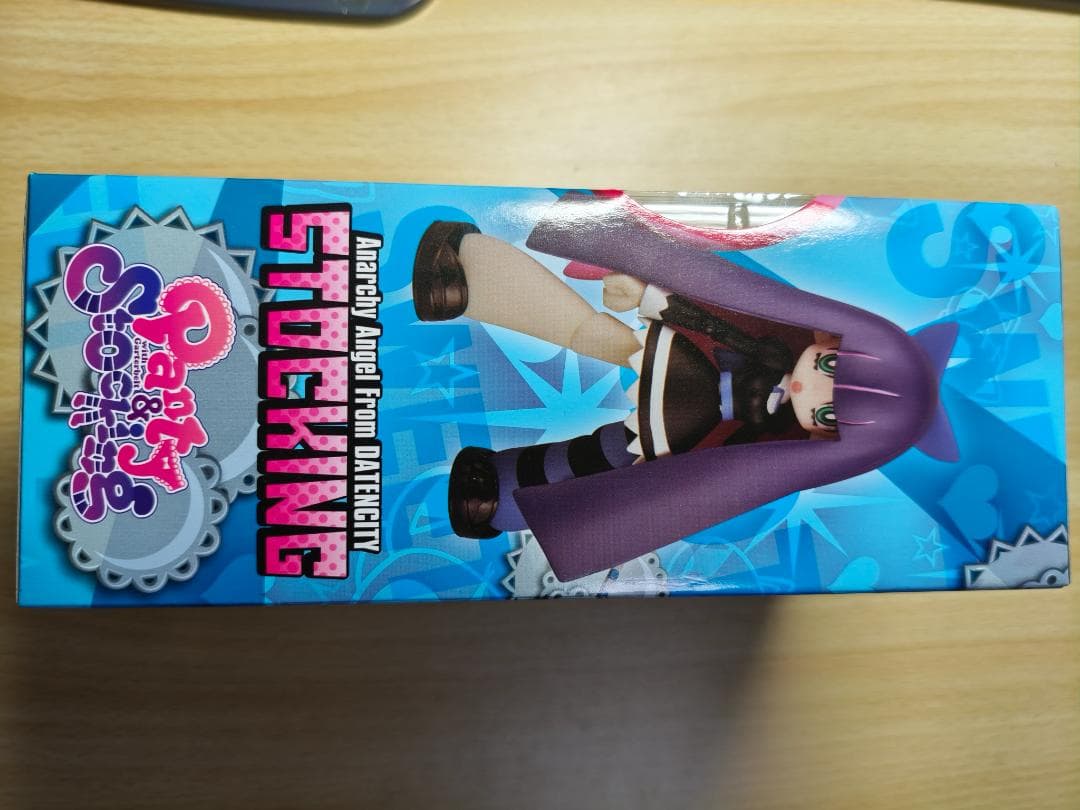 Anarchy Angel From DATENCITY
STOCKING
Panty
with Garterbelt &
Stocking